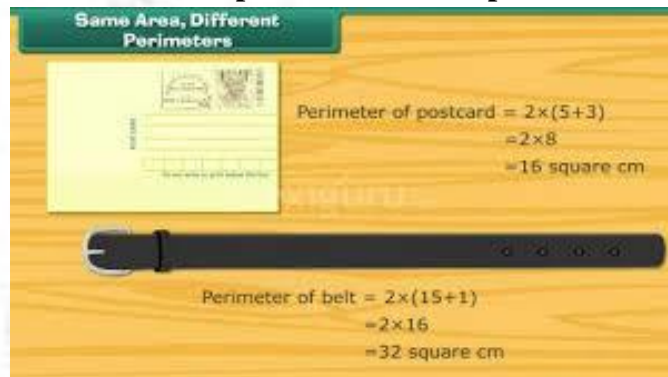 Same Area, Different
Perimeters
Perimeter of postcard = 2×(5+3)
=2×8
=16 square cm
Perimeter of belt = 2×(15+1)
=2×16
=32 square cm